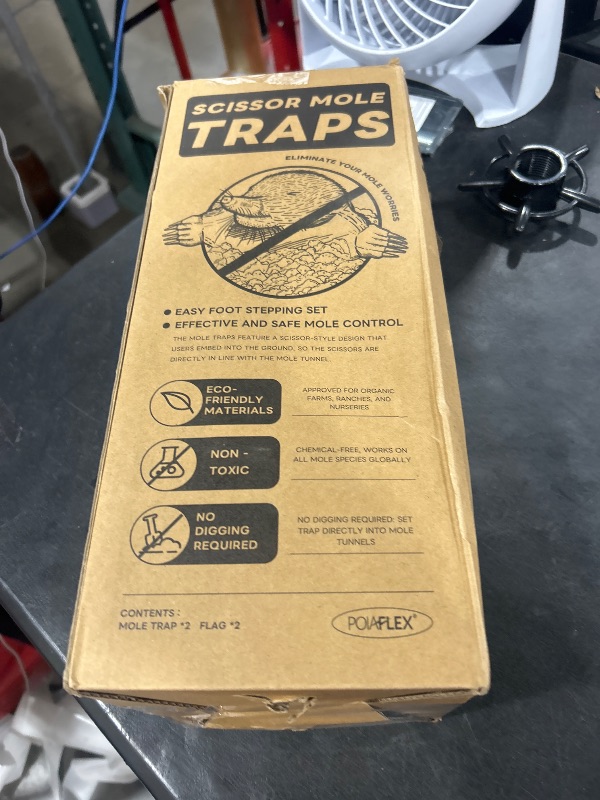 SCISSOR MOLE
TRAPS
ELIMINATE YOUR MOLE WORRIES
● EASY FOOT STEPPING SET
● EFFECTIVE AND SAFE MOLE CONTROL
THE MOLE TRAPS FEATURE A SCISSOR-STYLE DESIGN THAT
USERS EMBED INTO THE GROUND, SO THE SCISSORS ARE
DIRECTLY IN LINE WITH THE MOLE TUNNEL.
ECO-
FRIENDLY
MATERIALS
APPROVED FOR ORGANIC
FARMS, RANCHES, AND
NURSERIES
NON -
TOXIC
CHEMICAL-FREE, WORKS ON
ALL MOLE SPECIES GLOBALLY
NO
DIGGING
REQUIRED
NO DIGGING REQUIRED: SET
TRAP DIRECTLY INTO MOLE
TUNNELS
CONTENTS :
MOLE TRAP *2 FLAG *2
POIAFLEX®